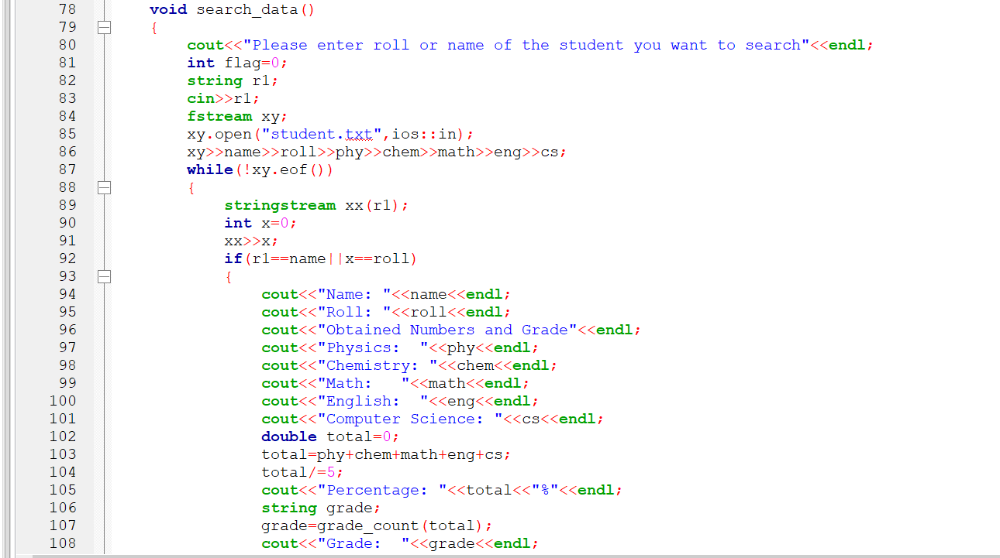 78 void search_data()
79 {
80 cout<<"Please enter roll or name of the student you want to search"<<endl;
81 int flag=0;
82 string r1;
83 cin>>r1;
84 fstream xy;
85 xy.open("student.txt",ios::in);
86 xy>>name>>roll>>phy>>chem>>math>>eng>>cs;
87 while(!xy.eof())
88 {
89 stringstream xx(r1);
90 int x=0;
91 xx>>x;
92 if(r1==name||x==roll)
93 {
94 cout<<"Name: "<<name<<endl;
95 cout<<"Roll: "<<roll<<endl;
96 cout<<"Obtained Numbers and Grade"<<endl;
97 cout<<"Physics:  "<<phy<<endl;
98 cout<<"Chemistry: "<<chem<<endl;
99 cout<<"Math:   "<<math<<endl;
100 cout<<"English:  "<<eng<<endl;
101 cout<<"Computer Science: "<<cs<<endl;
102 double total=0;
103 total=phy+chem+math+eng+cs;
104 total/=5;
105 cout<<"Percentage: "<<total<<"%"<<endl;
106 string grade;
107 grade=grade_count(total);
108 cout<<"Grade:  "<<grade<<endl;